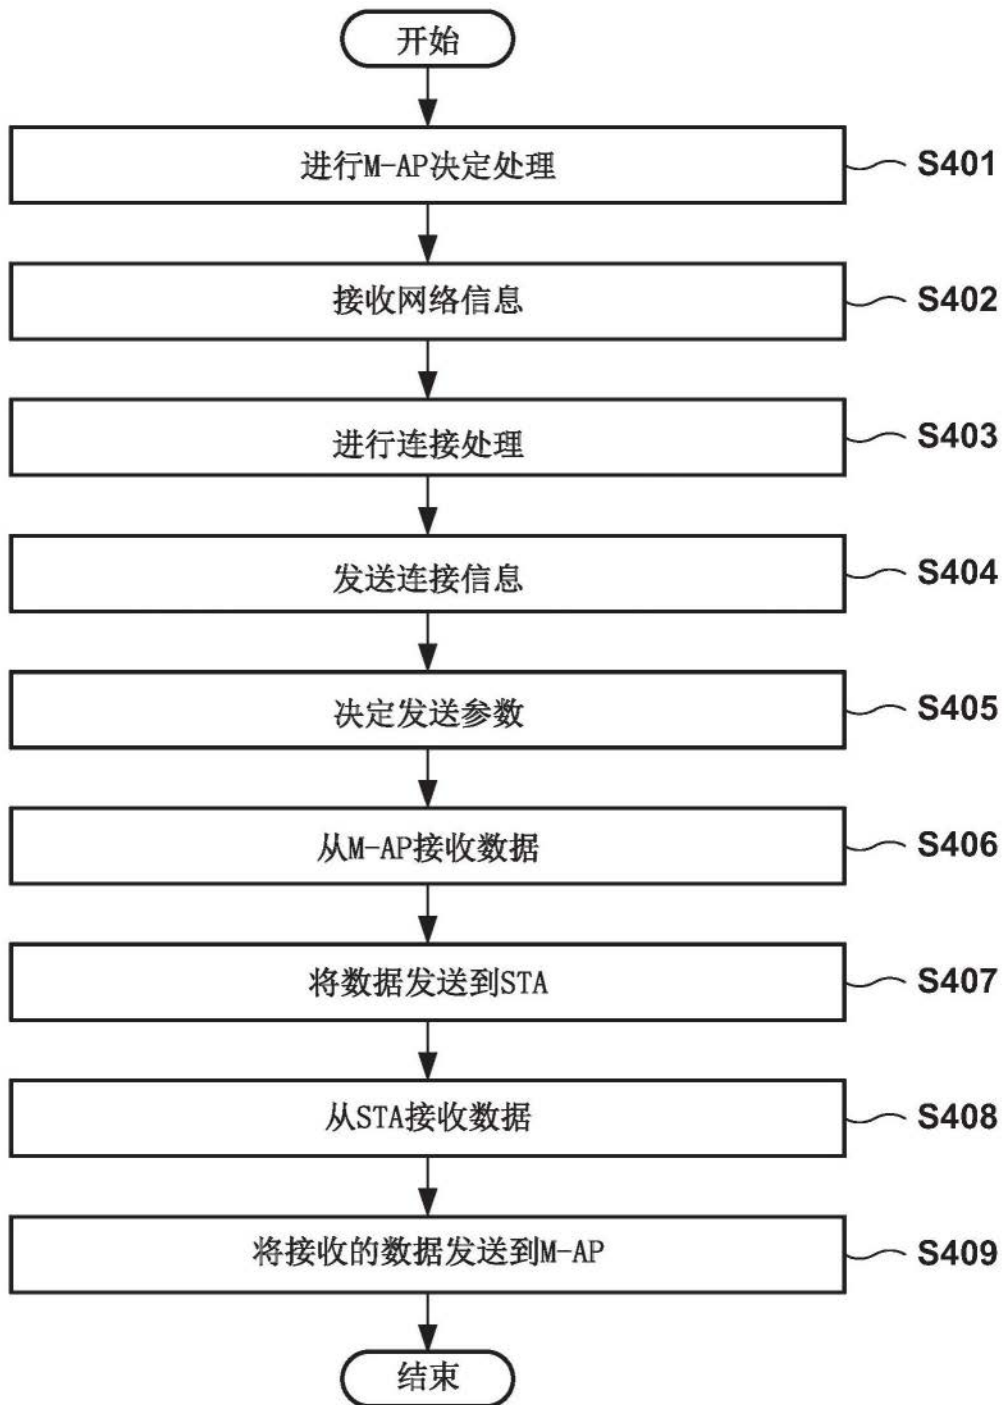 开始
进行M-AP决定处理
S401
接收网络信息
S402
进行连接处理
S403
发送连接信息
S404
决定发送参数
S405
从M-AP接收数据
S406
将数据发送到STA
S407
从STA接收数据
S408
将接收的数据发送到M-AP
S409
结束